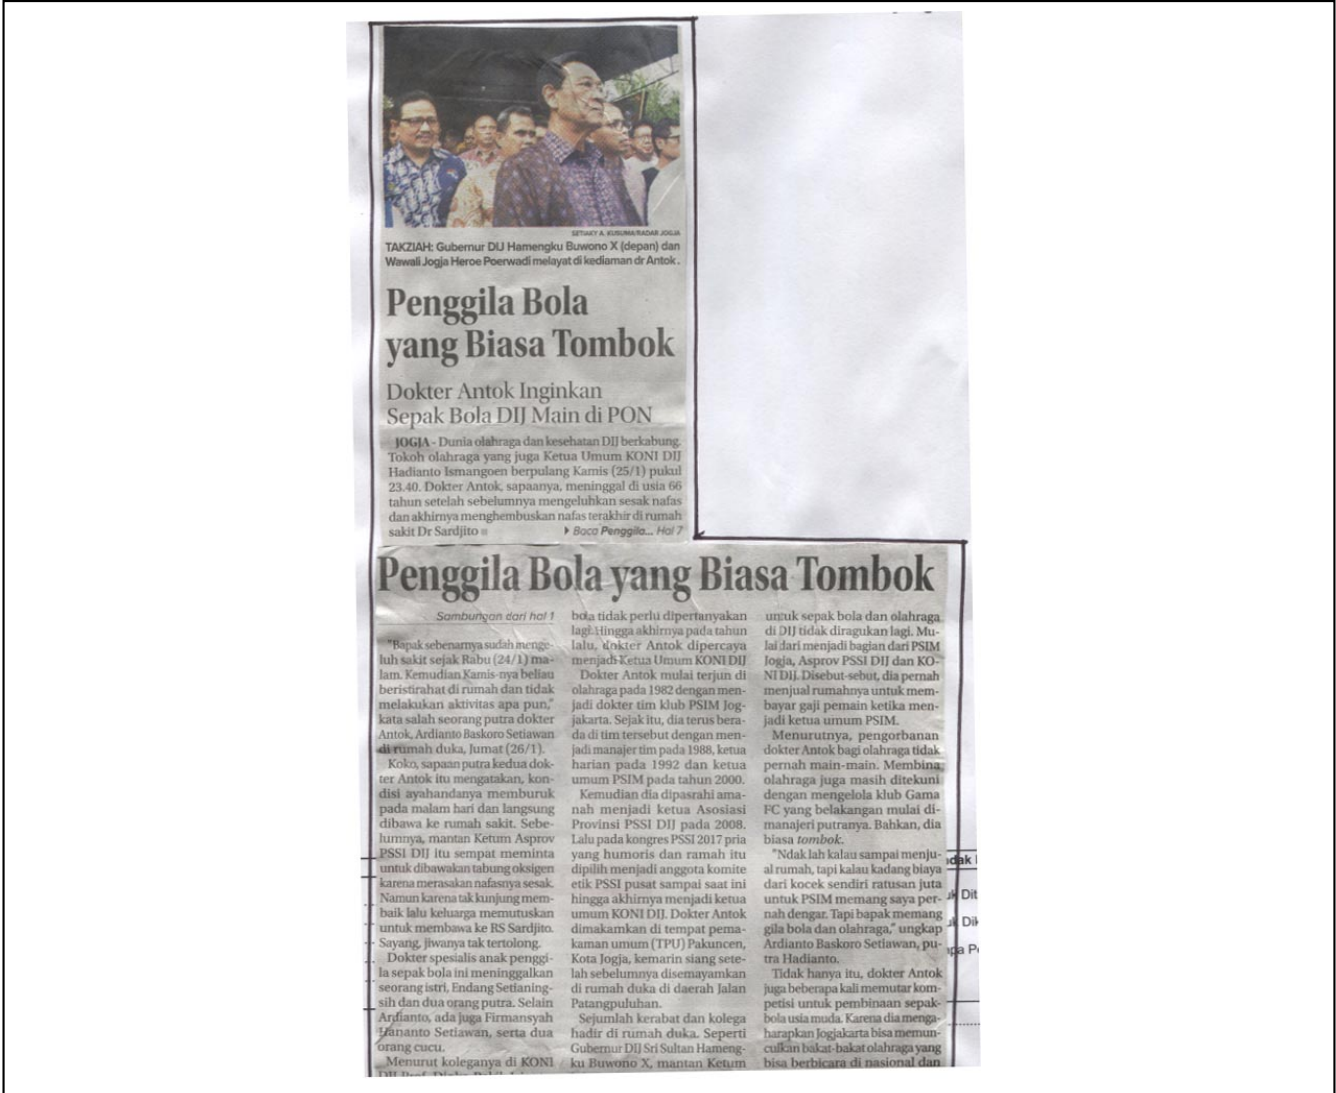 SETIAKY A. KUSUMA/RADAR JOGJA
TAKZIAH: Gubernur DIJ Hamengku Buwono X (depan) dan
Wawali Jogja Heroe Poerwadi melayat di kediaman dr Antok.
Penggila Bola
yang Biasa Tombok
Dokter Antok Inginkan
Sepak Bola DIJ Main di PON
JOGJA - Dunia olahraga dan kesehatan DIJ berkabung.
Tokoh olahraga yang juga Ketua Umum KONI DIJ
Hadianto Ismangoen berpulang Kamis (25/1) pukul
23.40. Dokter Antok, sapaanya, meninggal di usia 66
tahun setelah sebelumnya mengeluhkan sesak nafas
dan akhirnya menghembuskan nafas terakhir di rumah
sakit Dr Sardjito
Baca Penggila... Hal 7
Penggila Bola yang Biasa Tombok
Sambungan dari hal 1
"Bapak sebenarnya sudah menge-
luh sakit sejak Rabu (24/1) ma-
lam. Kemudian Kamis-nya beliau
beristirahat di rumah dan tidak
melakukan aktivitas apa pun,"
kata salah seorang putra dokter
Antok, Ardianto Baskoro Setiawan
di rumah duka, Jumat (26/1).
Koko, sapaan putra kedua dok-
ter Antok itu mengatakan, kon-
disi ayahandanya memburuk
pada malam hari dan langsung
dibawa ke rumah sakit. Sebe-
lumnya, mantan Ketum Asprov
PSSI DIJ itu sempat meminta
untuk dibawakan tabung oksigen
karena merasakan nafasnya sesak.
Namun karena tak kunjung mem-
baik lalu keluarga memutuskan
untuk membawa ke RS Sardjito.
Sayang, jiwanya tak tertolong.
Dokter spesialis anak penggi-
la sepak bola ini meninggalkan
seorang istri, Endang Setianing-
sih dan dua orang putra. Selain
Ardianto, ada juga Firmansyah
Hananto Setiawan, serta dua
orang cucu.
Menurut koleganya di KONI
bola tidak perlu dipertanyakan
lagi. Hingga akhirnya pada tahun
lalu, dokter Antok dipercaya
menjadi Ketua Umum KONI DIJ
Dokter Antok mulai terjun di
olahraga pada 1982 dengan men-
jadi dokter tim klub PSIM Jog-
jakarta. Sejak itu, dia terus bera-
da di tim tersebut dengan men-
jadi manajer tim pada 1988, ketua
harian pada 1992 dan ketua
umum PSIM pada tahun 2000.
Kemudian dia dipasrahi ama-
nah menjadi ketua Asosiasi
Provinsi PSSI DIJ pada 2008.
Lalu pada kongres PSSI 2017 pria
yang humoris dan ramah itu
dipilih menjadi anggota komite
etik PSSI pusat sampai saat ini
hingga akhirnya menjadi ketua
umum KONI DIJ. Dokter Antok
dimakamkan di tempat pema-
kaman umum (TPU) Pakuncen,
Kota Jogja, kemarin siang sete-
lah sebelumnya disemayamkan
di rumah duka di daerah Jalan
Patangpuluhan.
Sejumlah kerabat dan kolega
hadir di rumah duka. Seperti
Gubernur DIJ Sri Sultan Hameng-
ku Buwono X, mantan Ketum
untuk sepak bola dan olahraga
di DIJ tidak diragukan lagi. Mu-
lai dari menjadi bagian dari PSIM
Jogja, Asprov PSSI DIJ dan KO-
NI DIJ. Disebut-sebut, dia pernah
menjual rumahnya untuk mem-
bayar gaji pemain ketika men-
jadi ketua umum PSIM.
Menurutnya, pengorbanan
dokter Antok bagi olahraga tidak
pernah main-main. Membina
olahraga juga masih ditekuni
dengan mengelola klub Gama
FC yang belakangan mulai di-
manajeri putranya. Bahkan, dia
biasa tombok.
"Ndak lah kalau sampai menju-
al rumah, tapi kalau kadang biaya
dari kocek sendiri ratusan juta
untuk PSIM memang saya per-
nah dengar. Tapi bapak memang
gila bola dan olahraga," ungkap
Ardianto Baskoro Setiawan, pu-
tra Hadianto.
Tidak hanya itu, dokter Antok
juga beberapa kali memutar kom-
petisi untuk pembinaan sepak-
bola usia muda. Karena dia menga-
harapkan Jogjakarta bisa memun-
culkan bakat-bakat olahraga yang
bisa berbicara di nasional dan